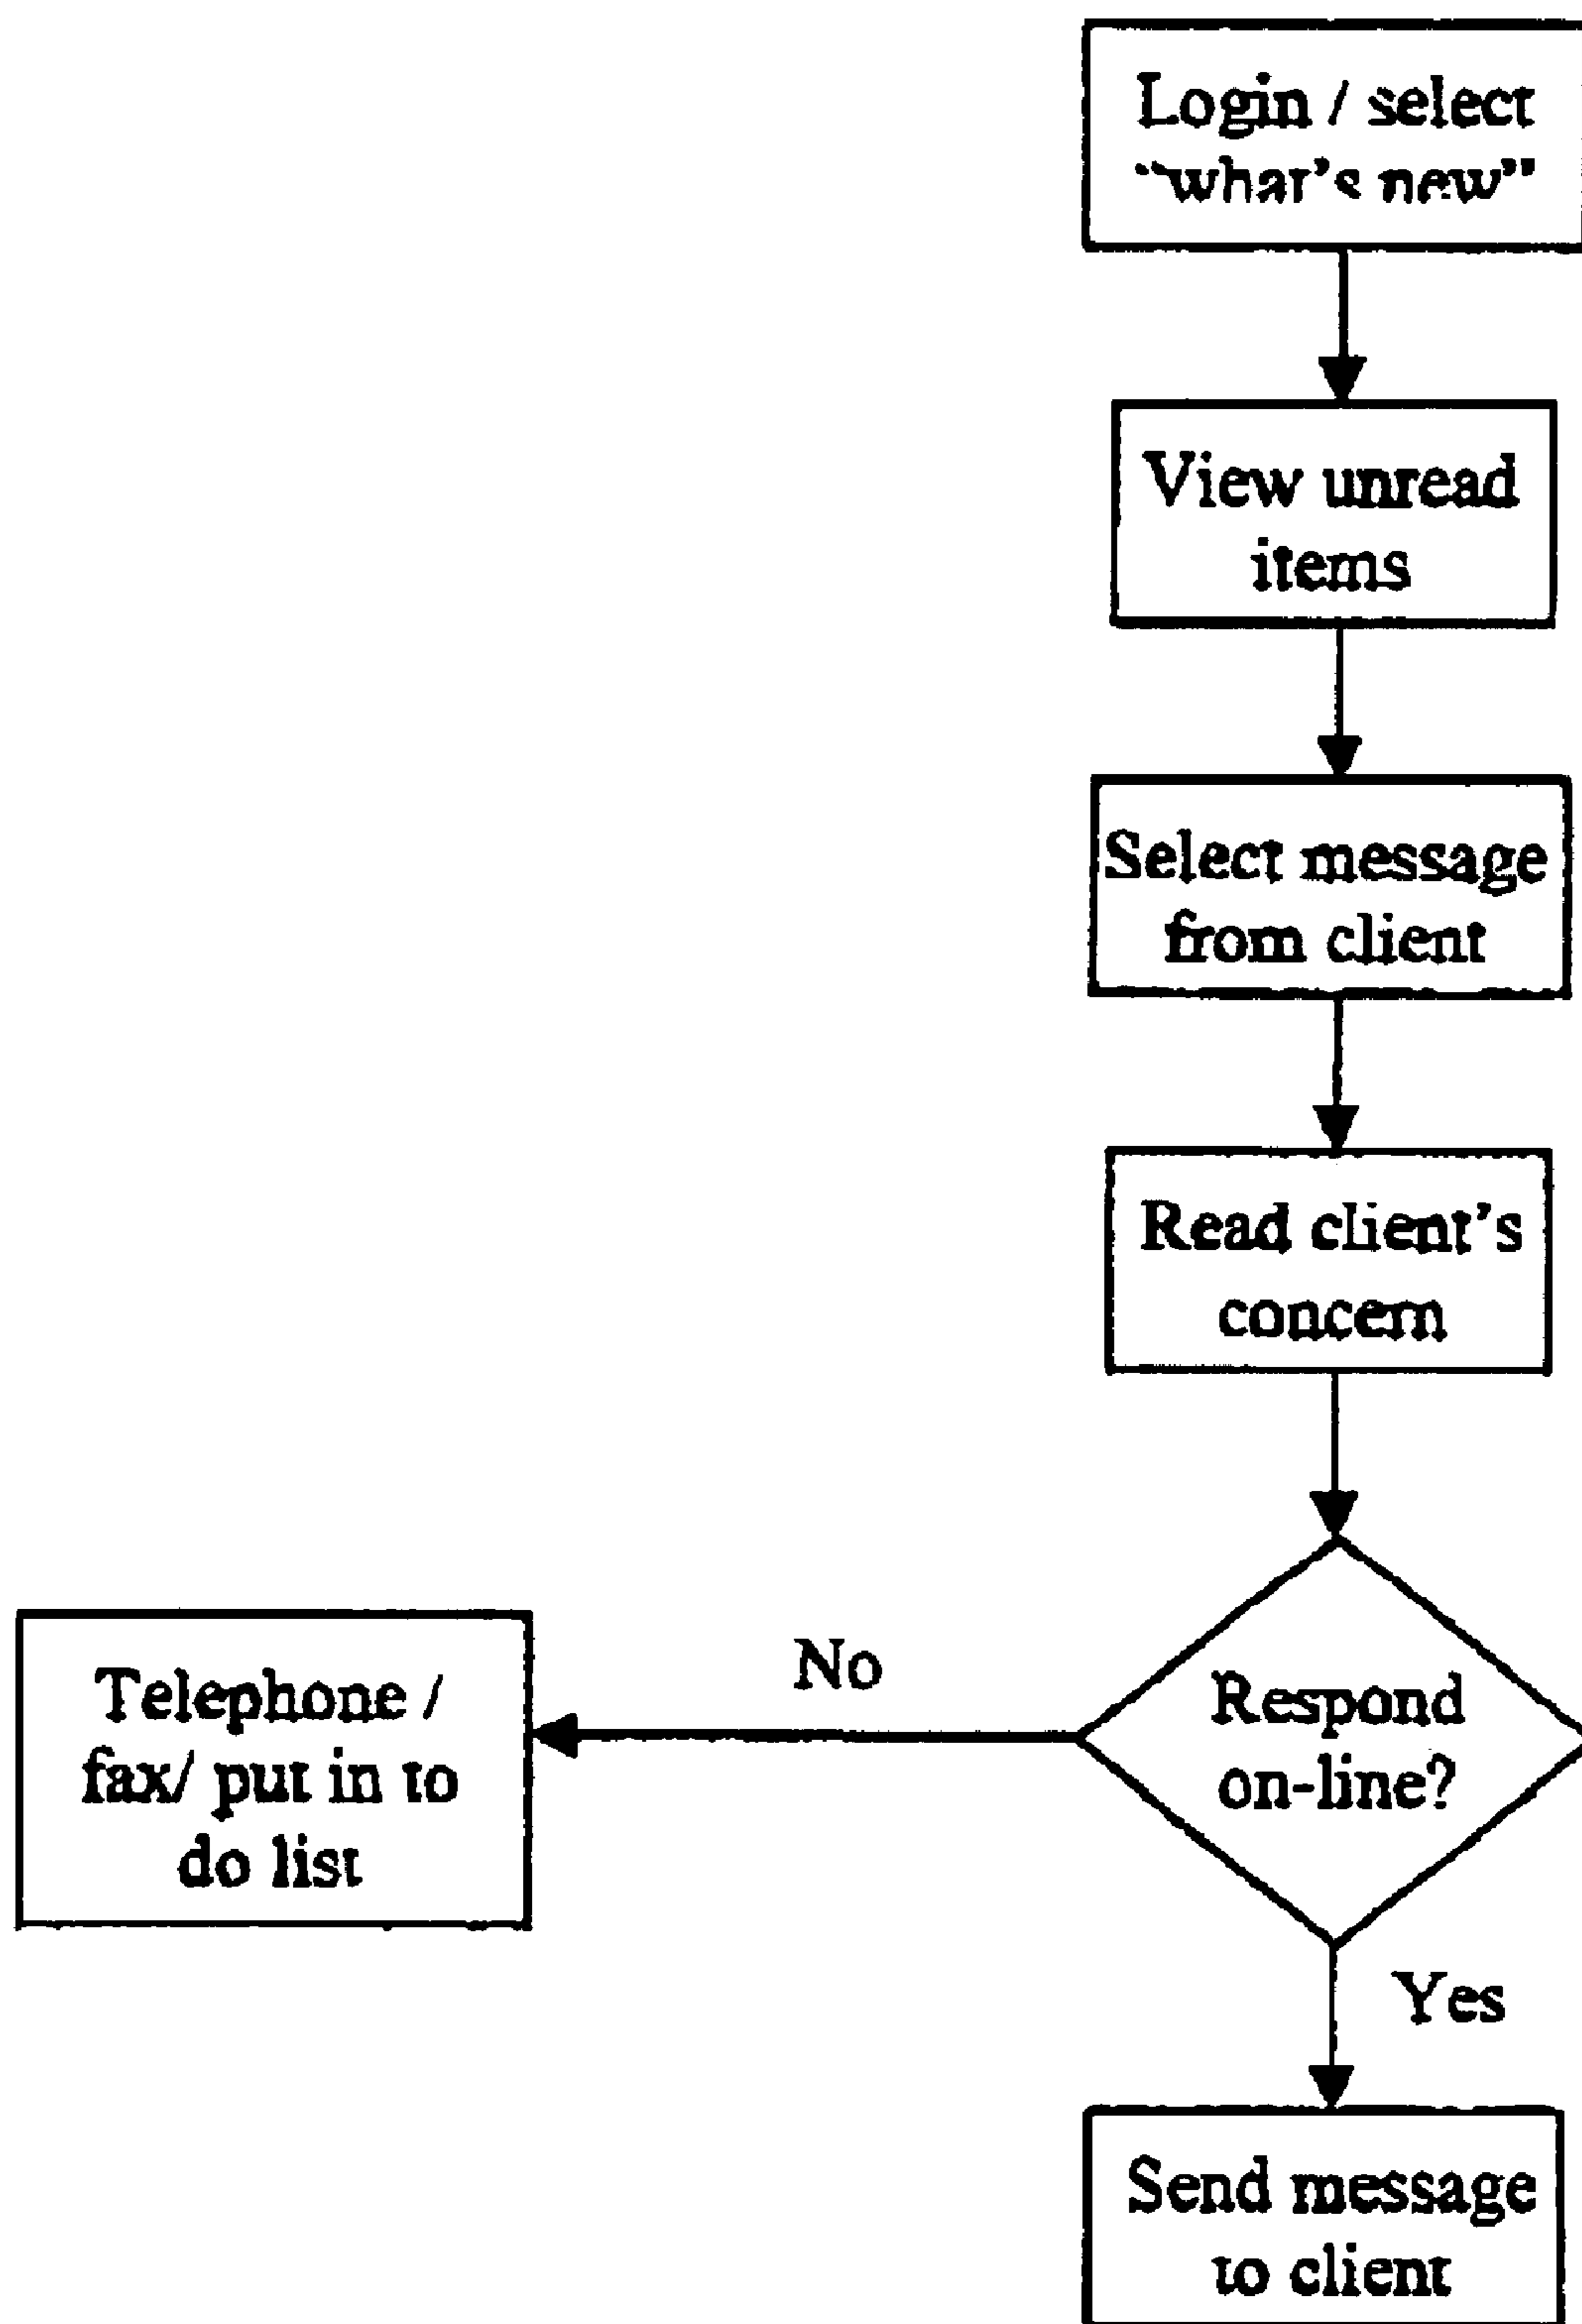 Login / select
“what's new”
View unread
items
Select message
from client
Read client's
concern
Respond
on-line?
No
Telephone /
fax/ put in to
do list
Yes
Send message
to client